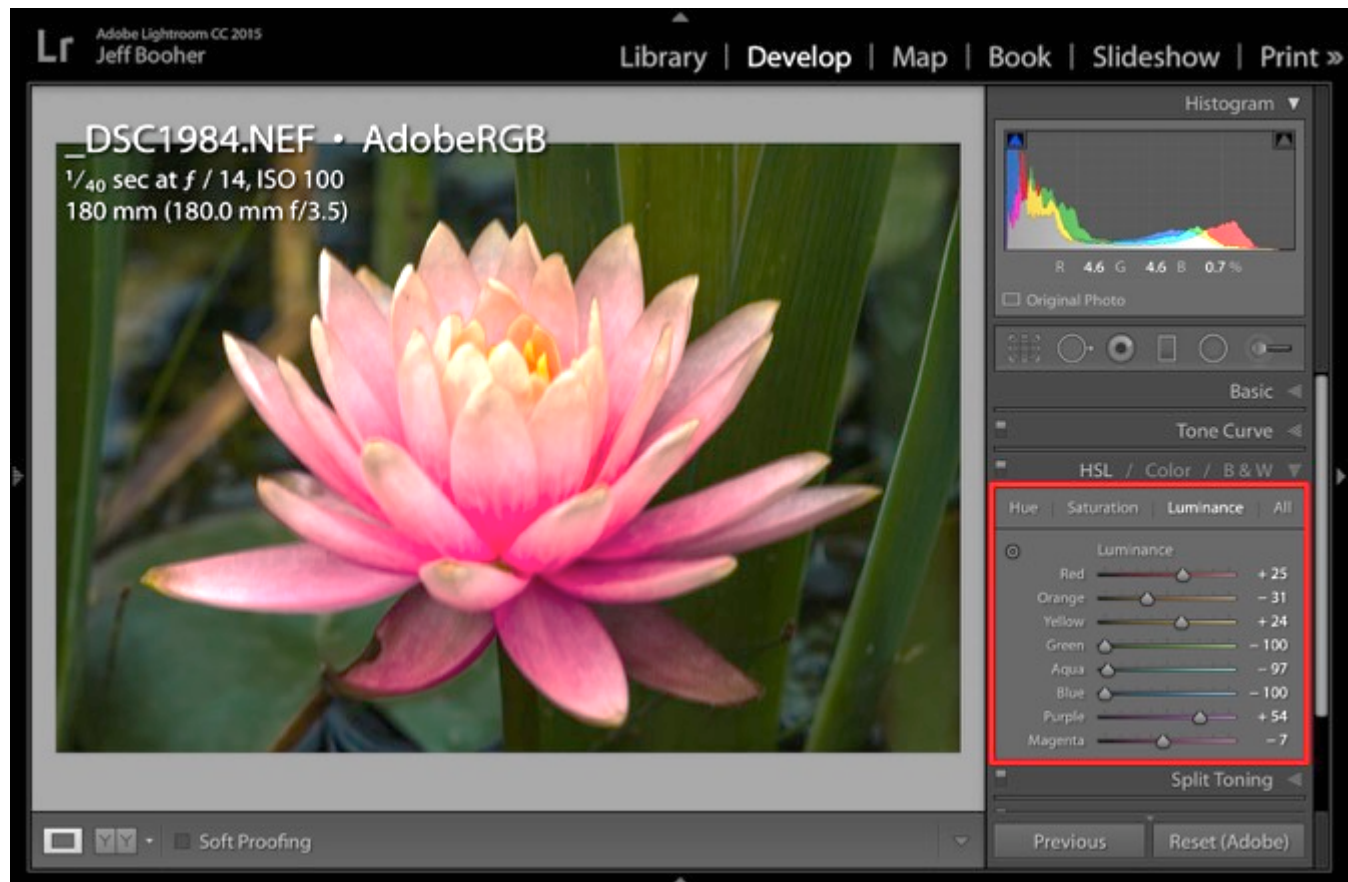 Lr
Adobe Lightroom CC 2015
Jeff Booher
Library | Develop | Map | Book | Slideshow | Print »
_DSC1984.NEF • AdobeRGB
1/40 sec at ƒ / 14, ISO 100
180 mm (180.0 mm f/3.5)
Histogram
R 4.6 G 4.6 B 0.7 %
Original Photo
Basic
Tone Curve
HSL / Color / B & W
Hue | Saturation | Luminance | All
Luminance
Red + 25
Orange − 31
Yellow + 24
Green − 100
Aqua − 97
Blue − 100
Purple + 54
Magenta − 7
Split Toning
Y Y
Soft Proofing
Previous
Reset (Adobe)